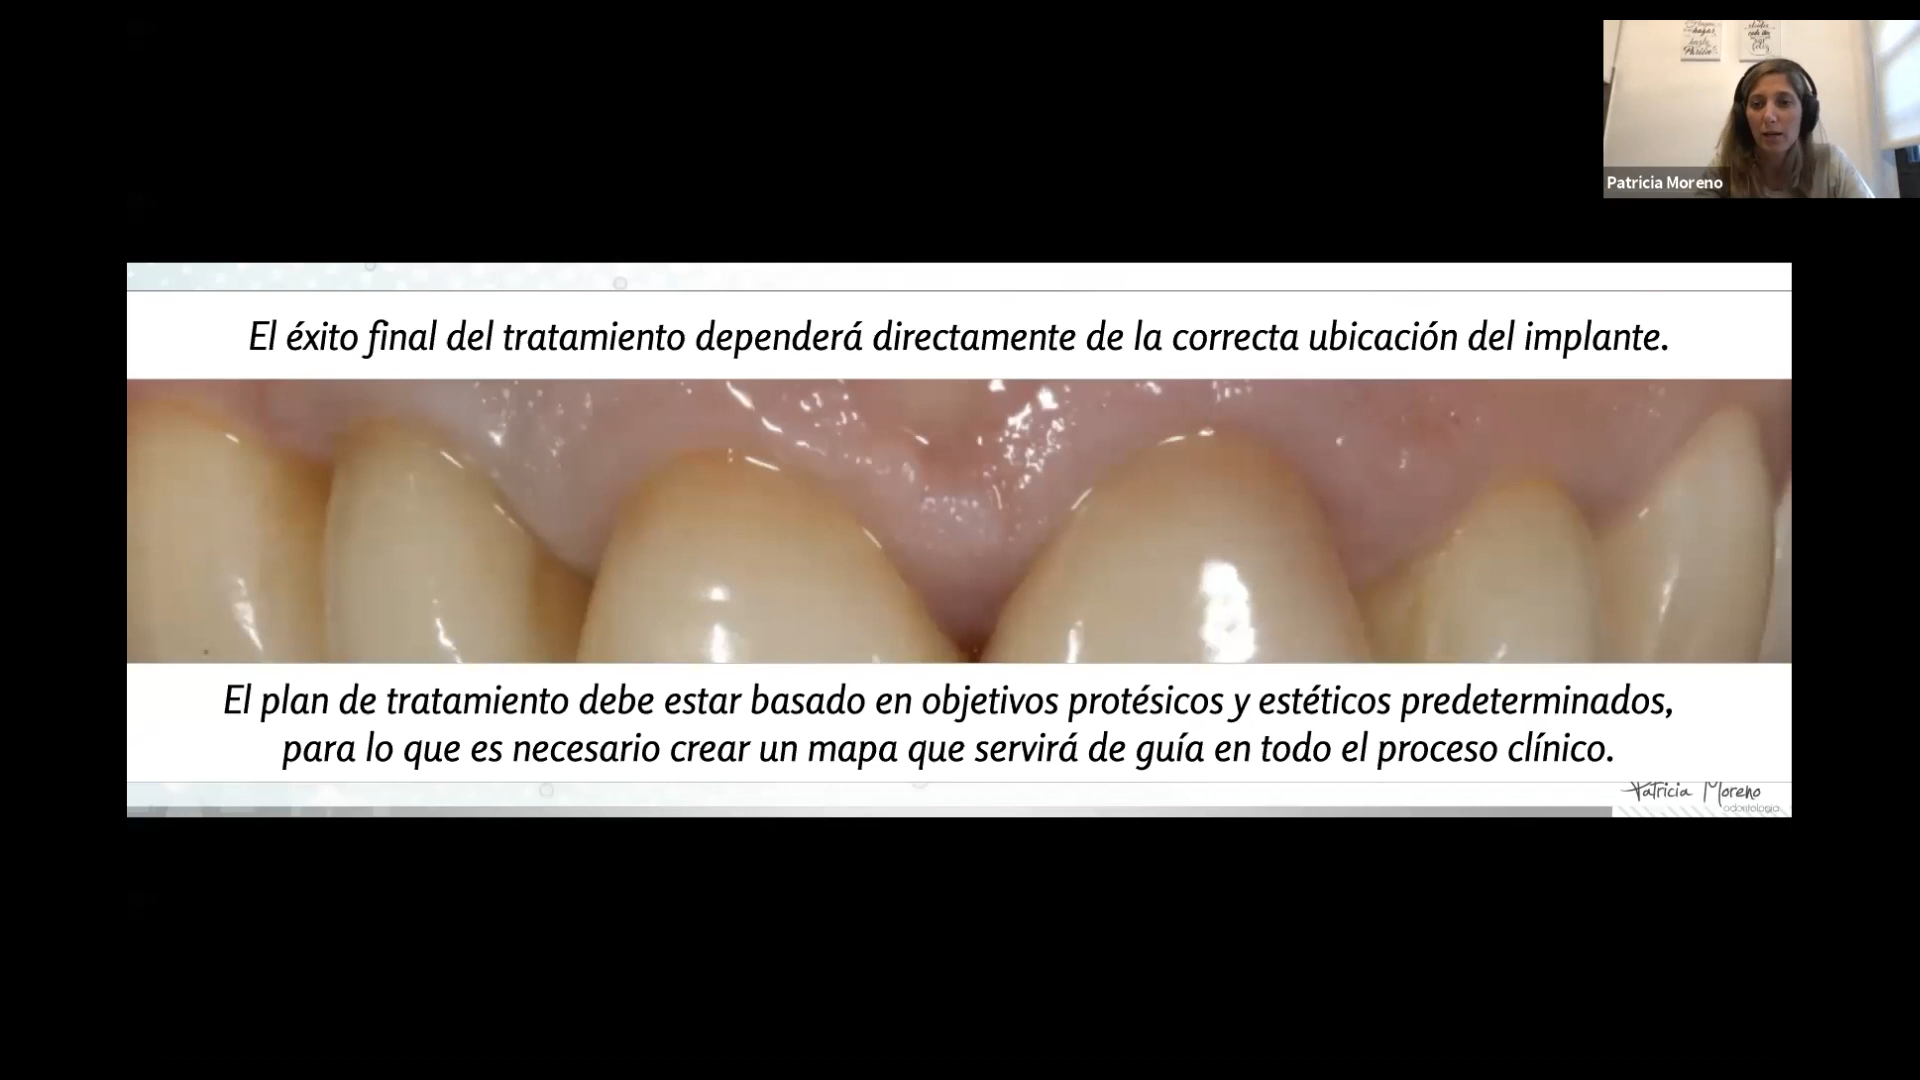 Patricia Moreno
El éxito final del tratamiento dependerá directamente de la correcta ubicación del implante.
El plan de tratamiento debe estar basado en objetivos protésicos y estéticos predeterminados,
para lo que es necesario crear un mapa que servirá de guía en todo el proceso clínico.
Patricia Moreno
odontología